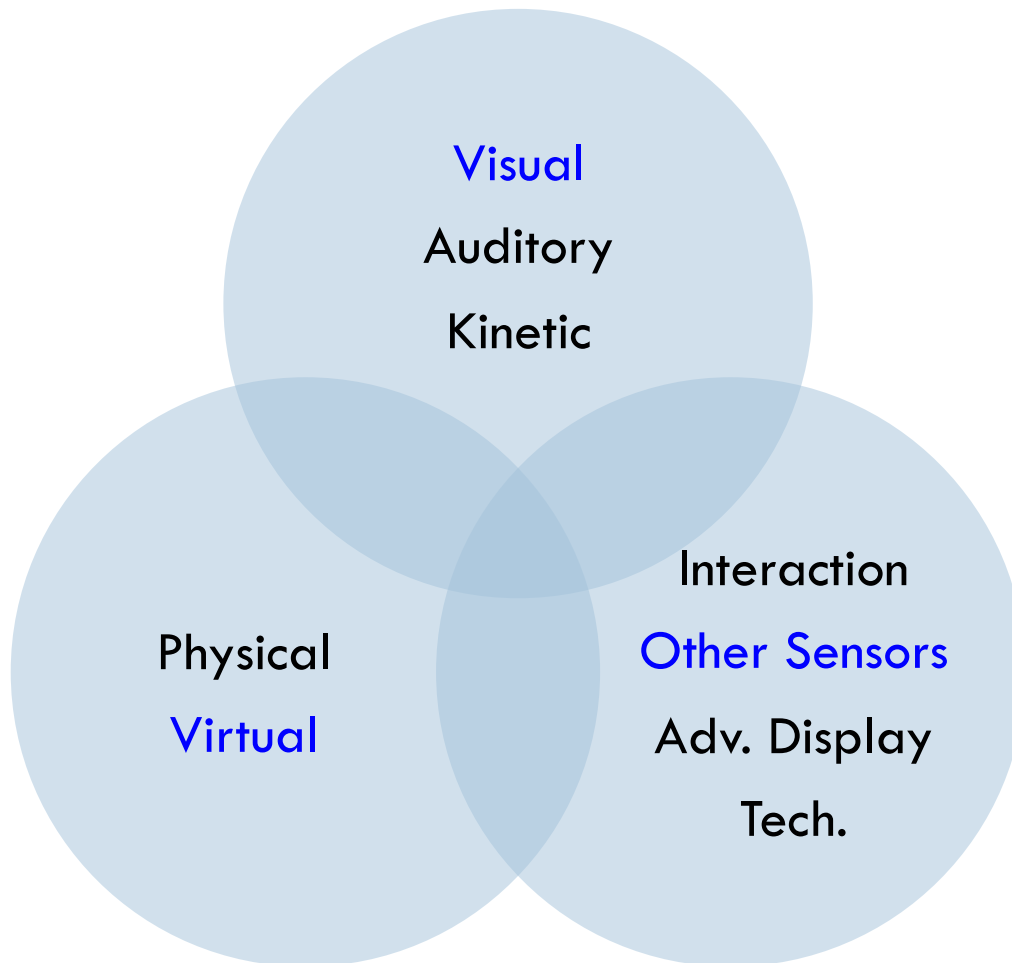 Visual
Auditory
Kinetic
Physical
Virtual
Interaction
Other Sensors
Adv. Display
Tech.